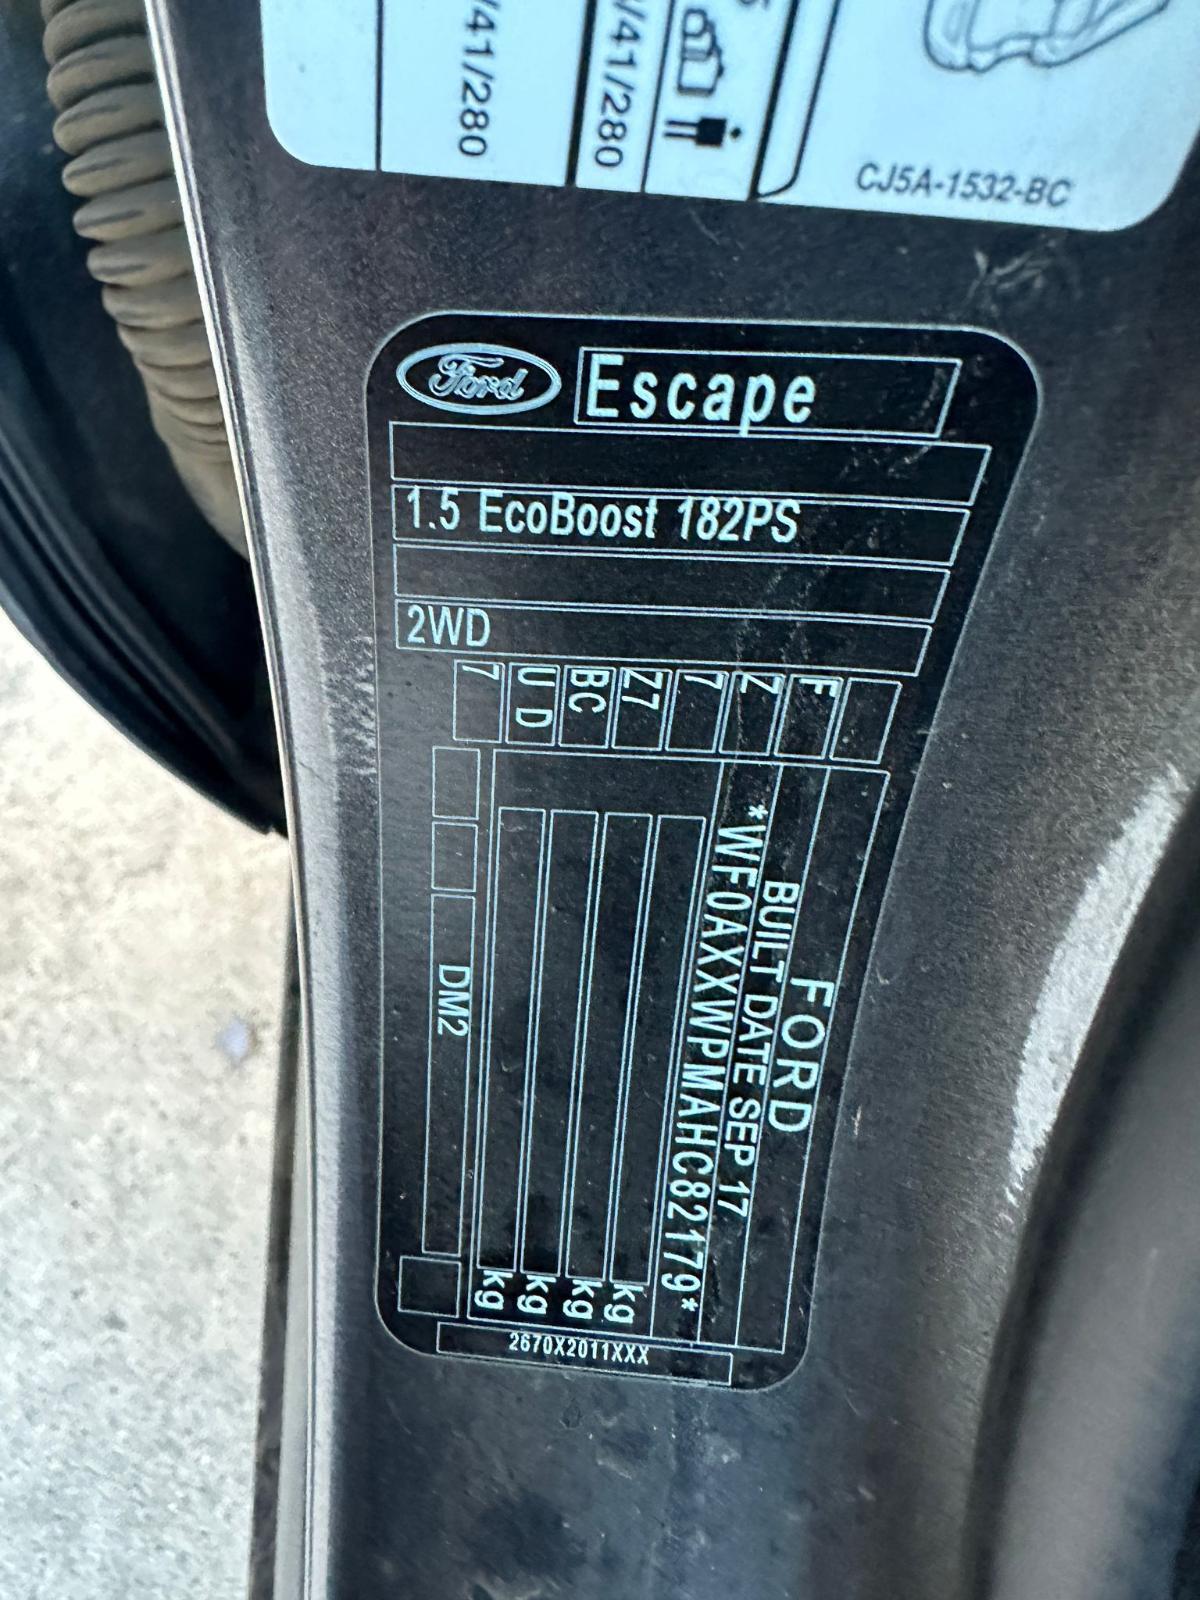 /41/280
/41/280
CJ5A-1532-BC
Ford
Escape
1.5 EcoBoost 182PS
2WD
F
Z
7
Z7
BC
U D
7
FORD
BUILT DATE SEP 17
*WF0AXXWPMAHC82179*
kg
kg
kg
kg
DM2
2670X2011XXX